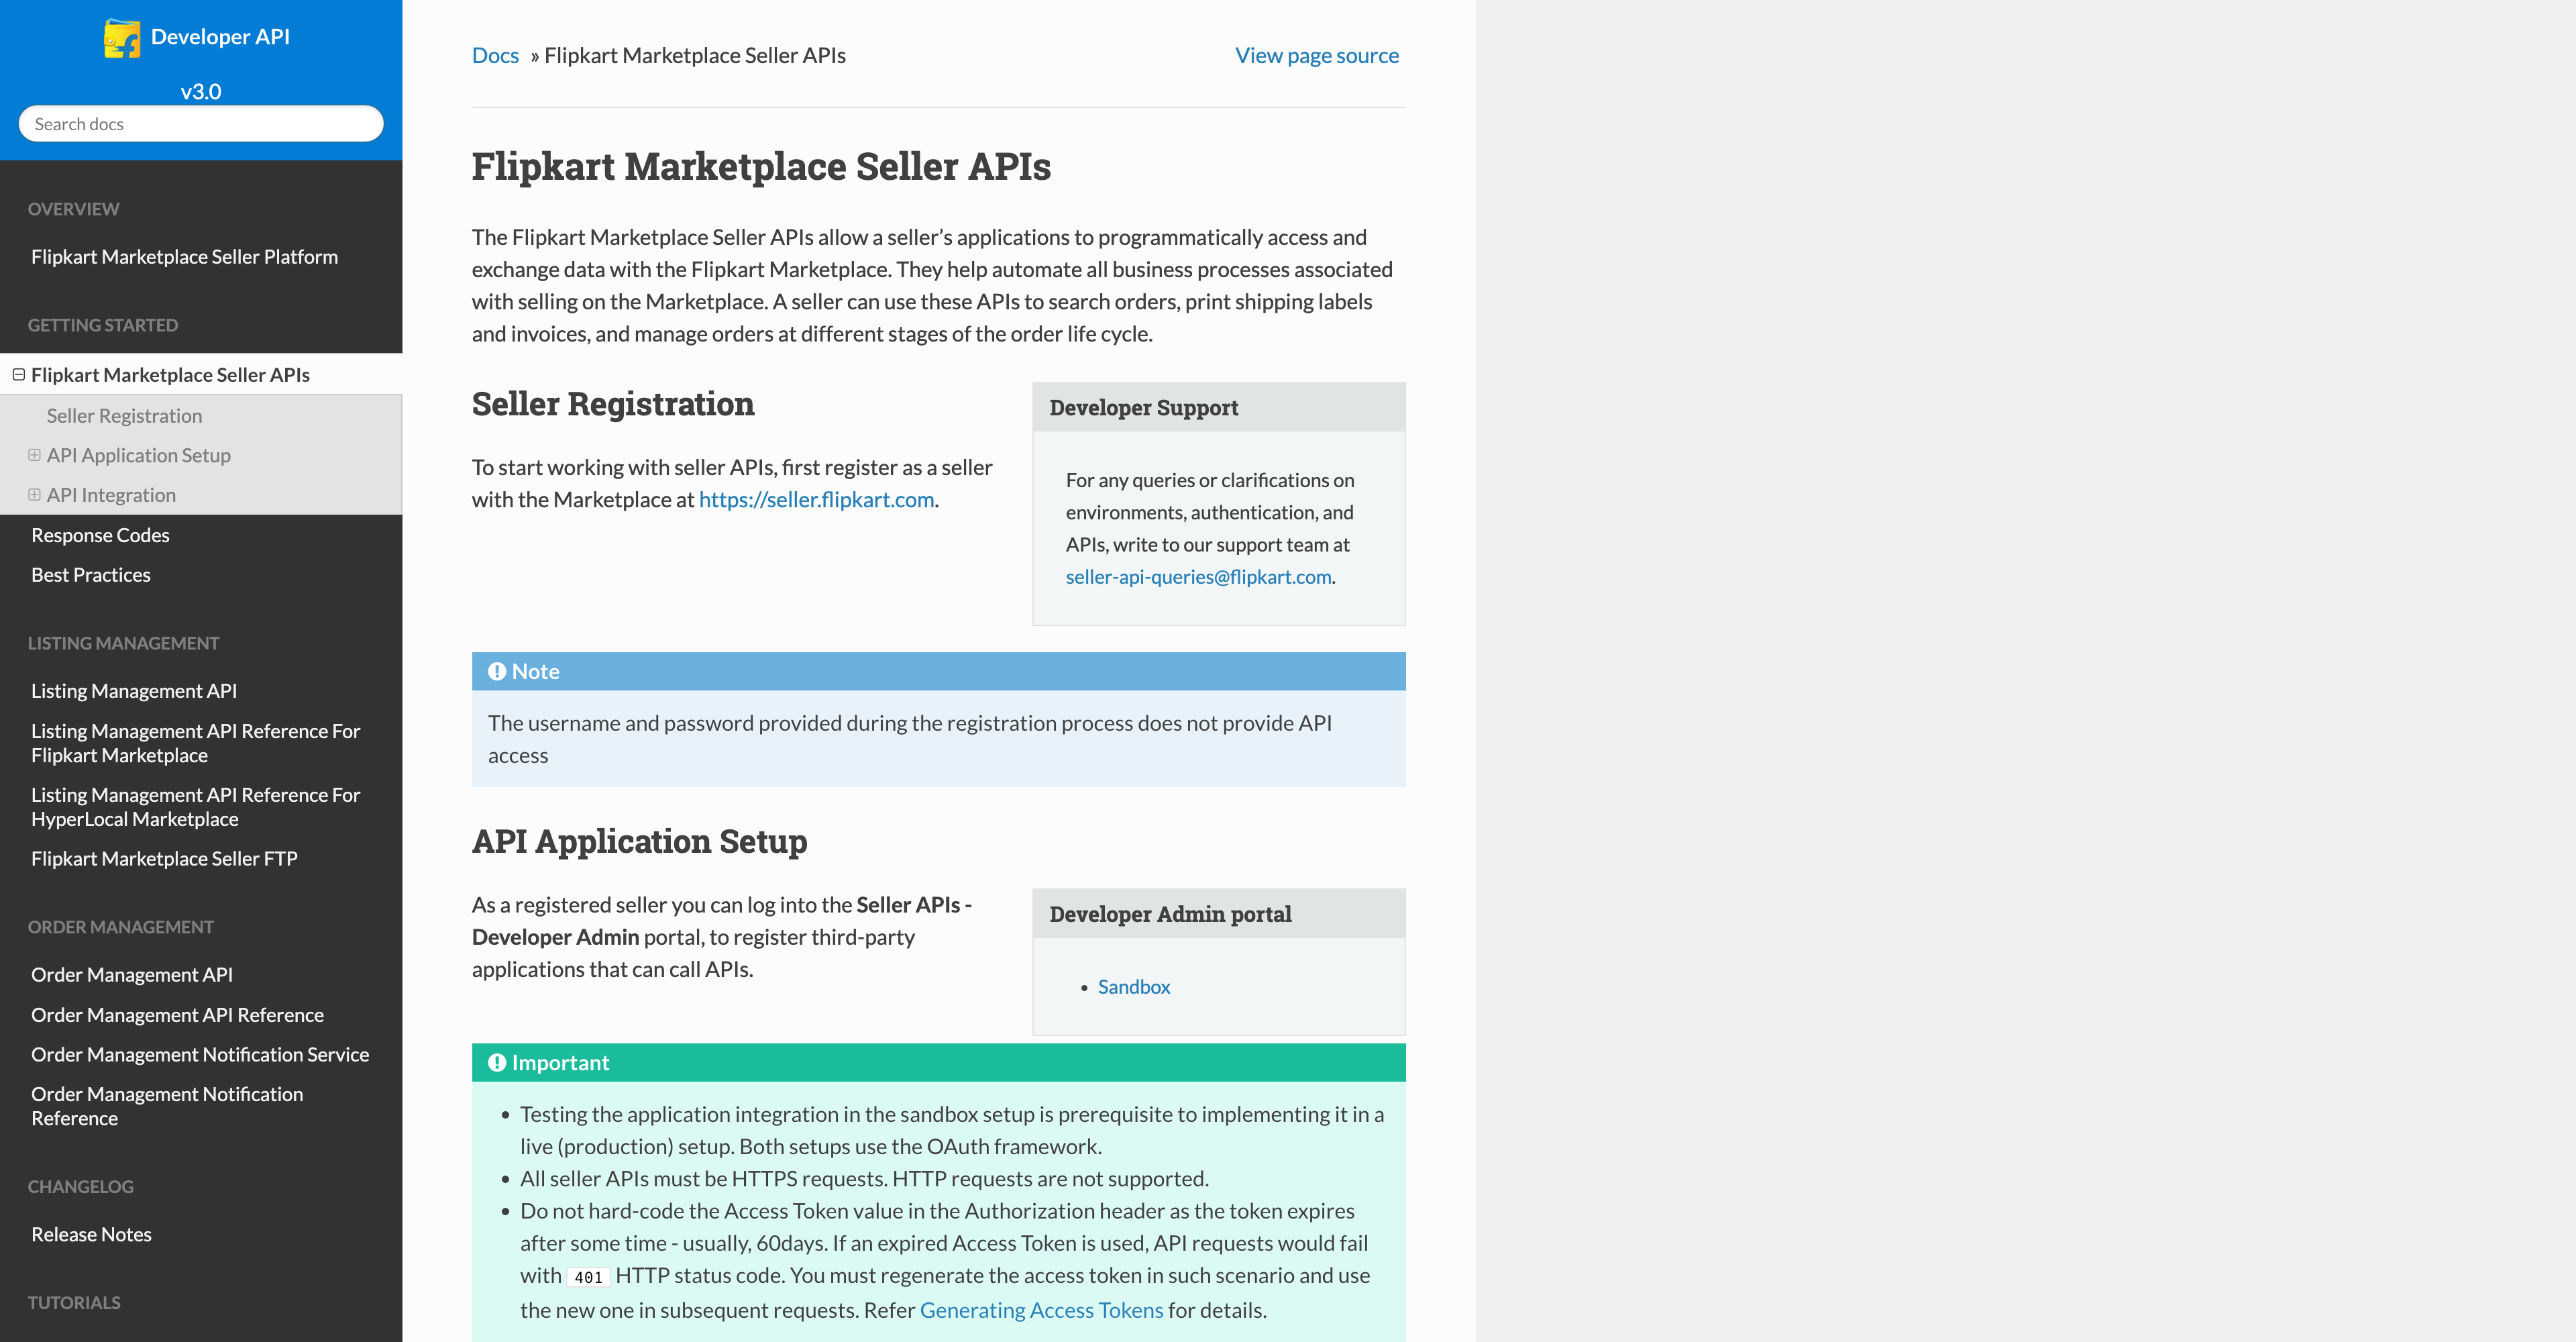 Developer API
v3.0
Search docs
OVERVIEW
Flipkart Marketplace Seller Platform
GETTING STARTED
Flipkart Marketplace Seller APIs
Seller Registration
API Application Setup
API Integration
Response Codes
Best Practices
LISTING MANAGEMENT
Listing Management API
Listing Management API Reference For
Flipkart Marketplace
Listing Management API Reference For
HyperLocal Marketplace
Flipkart Marketplace Seller FTP
ORDER MANAGEMENT
Order Management API
Order Management API Reference
Order Management Notification Service
Order Management Notification
Reference
CHANGELOG
Release Notes
TUTORIALS
Docs » Flipkart Marketplace Seller APIs
View page source
Flipkart Marketplace Seller APIs
The Flipkart Marketplace Seller APIs allow a seller’s applications to programmatically access and
exchange data with the Flipkart Marketplace. They help automate all business processes associated
with selling on the Marketplace. A seller can use these APIs to search orders, print shipping labels
and invoices, and manage orders at different stages of the order life cycle.
Seller Registration
To start working with seller APIs, first register as a seller
with the Marketplace at https://seller.flipkart.com.
Developer Support
For any queries or clarifications on
environments, authentication, and
APIs, write to our support team at
seller-api-queries@flipkart.com.
Note
The username and password provided during the registration process does not provide API
access
API Application Setup
As a registered seller you can log into the Seller APIs -
Developer Admin portal, to register third-party
applications that can call APIs.
Developer Admin portal
• Sandbox
Important
• Testing the application integration in the sandbox setup is prerequisite to implementing it in a
live (production) setup. Both setups use the OAuth framework.
• All seller APIs must be HTTPS requests. HTTP requests are not supported.
• Do not hard-code the Access Token value in the Authorization header as the token expires
after some time - usually, 60days. If an expired Access Token is used, API requests would fail
with 401 HTTP status code. You must regenerate the access token in such scenario and use
the new one in subsequent requests. Refer Generating Access Tokens for details.